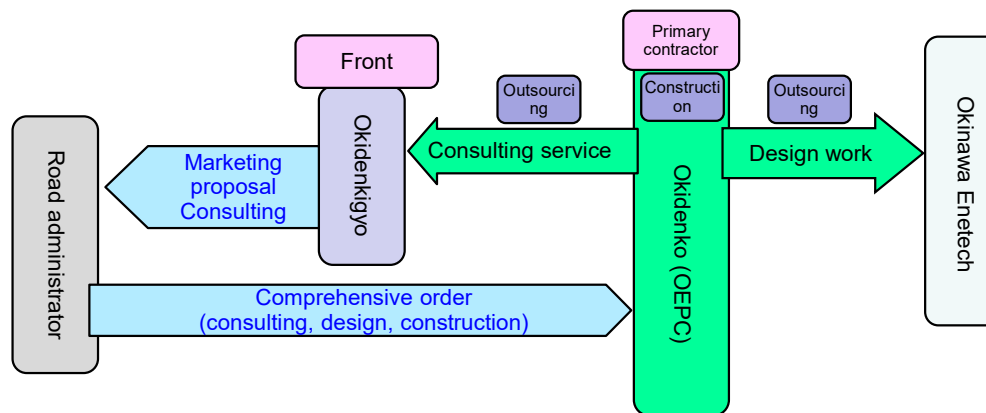 Front
Primary
contractor
Outsourci
ng
Constructi
on
Outsourci
ng
Road administrator
Marketing
proposal
Consulting
Okidenkigyo
Consulting service
Okidenko (OEPC)
Design work
Okinawa Enetech
Comprehensive order
(consulting, design, construction)